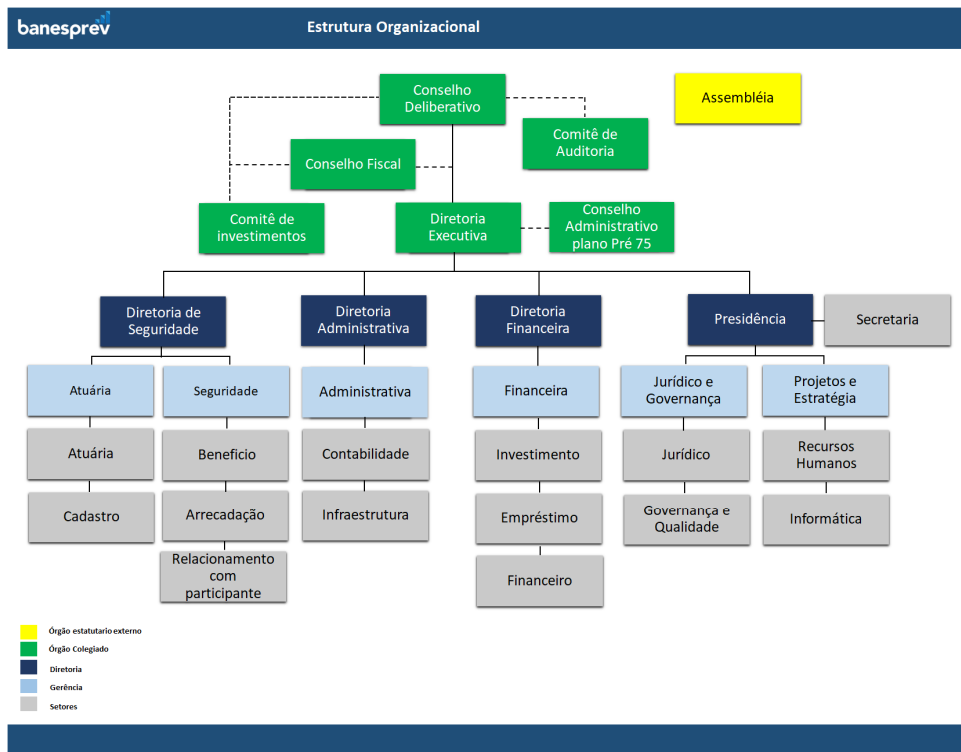 banesprev
Estrutura Organizacional
Conselho
Deliberativo
Assembléia
Comitê de
Auditoria
Conselho Fiscal
Comitê de
investimentos
Diretoria
Executiva
Conselho
Administrativo
plano Pré 75
Diretoria de
Seguridade
Diretoria
Administrativa
Diretoria
Financeira
Presidência
Secretaria
Atuária
Seguridade
Administrativa
Financeira
Jurídico e
Governança
Projetos e
Estratégia
Atuária
Beneficio
Contabilidade
Investimento
Jurídico
Recursos
Humanos
Cadastro
Arrecadação
Infraestrutura
Empréstimo
Governança e
Qualidade
Informática
Relacionamento
com
participante
Financeiro
Órgão estatutario externo
Órgão Colegiado
Diretoria
Gerência
Setores